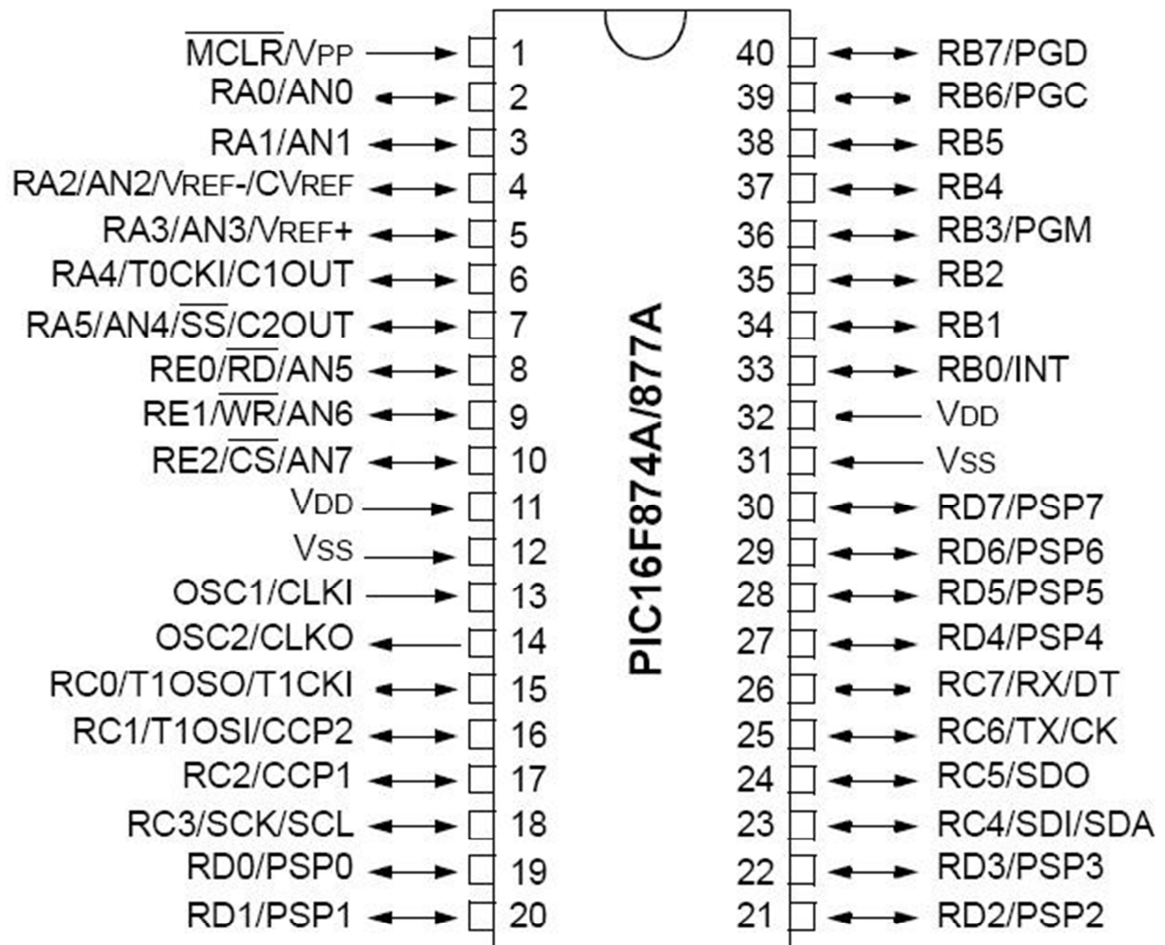 MCLR/VPP 1 40 RB7/PGD
RA0/AN0 2 39 RB6/PGC
RA1/AN1 3 38 RB5
RA2/AN2/VREF-/CVREF 4 37 RB4
RA3/AN3/VREF+ 5 36 RB3/PGM
RA4/T0CKI/C1OUT 6 35 RB2
RA5/AN4/SS/C2OUT 7 34 RB1
RE0/RD/AN5 8 33 RB0/INT
RE1/WR/AN6 9 32 VDD
RE2/CS/AN7 10 31 VSS
VDD 11 30 RD7/PSP7
VSS 12 29 RD6/PSP6
OSC1/CLKI 13 28 RD5/PSP5
OSC2/CLKO 14 27 RD4/PSP4
RC0/T1OSO/T1CKI 15 26 RC7/RX/DT
RC1/T1OSI/CCP2 16 25 RC6/TX/CK
RC2/CCP1 17 24 RC5/SDO
RC3/SCK/SCL 18 23 RC4/SDI/SDA
RD0/PSP0 19 22 RD3/PSP3
RD1/PSP1 20 21 RD2/PSP2
PIC16F874A/877A